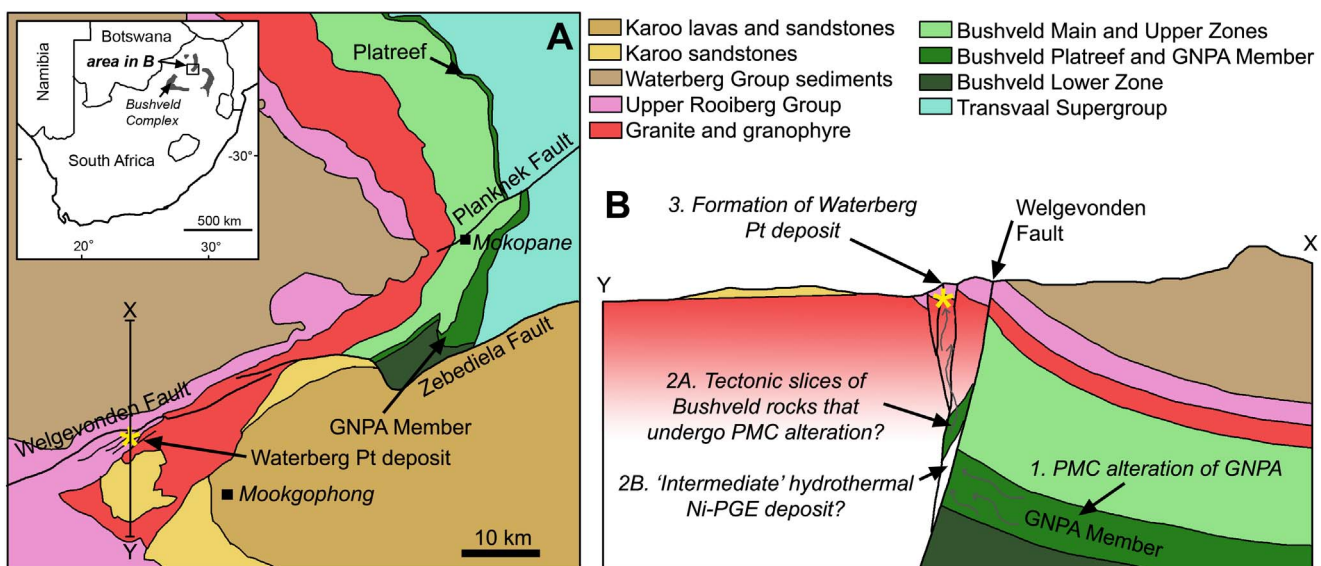 A
Namibia
Botswana
area in B
Bushveld
Complex
South Africa
-30°
500 km
20°
30°
Platreef
Planknek Fault
Mokopane
X
Welgevonden Fault
Zebediela Fault
GNPA Member
Waterberg Pt deposit
Mookgophong
Y
10 km
Karoo lavas and sandstones
Karoo sandstones
Waterberg Group sediments
Upper Rooiberg Group
Granite and granophyre
Bushveld Main and Upper Zones
Bushveld Platreef and GNPA Member
Bushveld Lower Zone
Transvaal Supergroup
B
3. Formation of Waterberg
Pt deposit
Welgevonden
Fault
X
Y
2A. Tectonic slices of
Bushveld rocks that
undergo PMC alteration?
2B. ‘Intermediate’ hydrothermal
Ni-PGE deposit?
1. PMC alteration of GNPA
GNPA Member